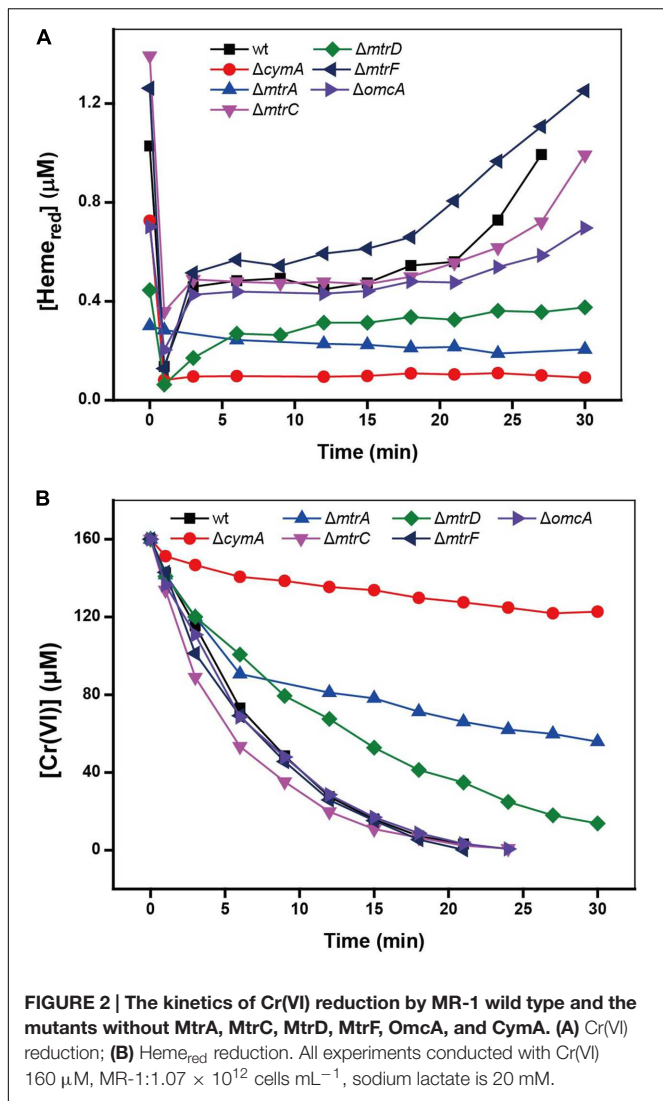 A
wt
ΔcymA
ΔmtrA
ΔmtrC
ΔmtrD
ΔmtrF
ΔomcA
[Heme_red] (μM)
1.2
0.8
0.4
0.0
0 5 10 15 20 25 30
Time (min)
B
wt ΔmtrA ΔmtrD ΔomcA
ΔcymA ΔmtrC ΔmtrF
[Cr(VI)] (μM)
160
120
80
40
0
0 5 10 15 20 25 30
Time (min)
FIGURE 2 | The kinetics of Cr(VI) reduction by MR-1 wild type and the
mutants without MtrA, MtrC, MtrD, MtrF, OmcA, and CymA. (A) Cr(VI)
reduction; (B) Heme_red reduction. All experiments conducted with Cr(VI)
160 μM, MR-1:1.07 × 10¹² cells mL⁻¹, sodium lactate is 20 mM.